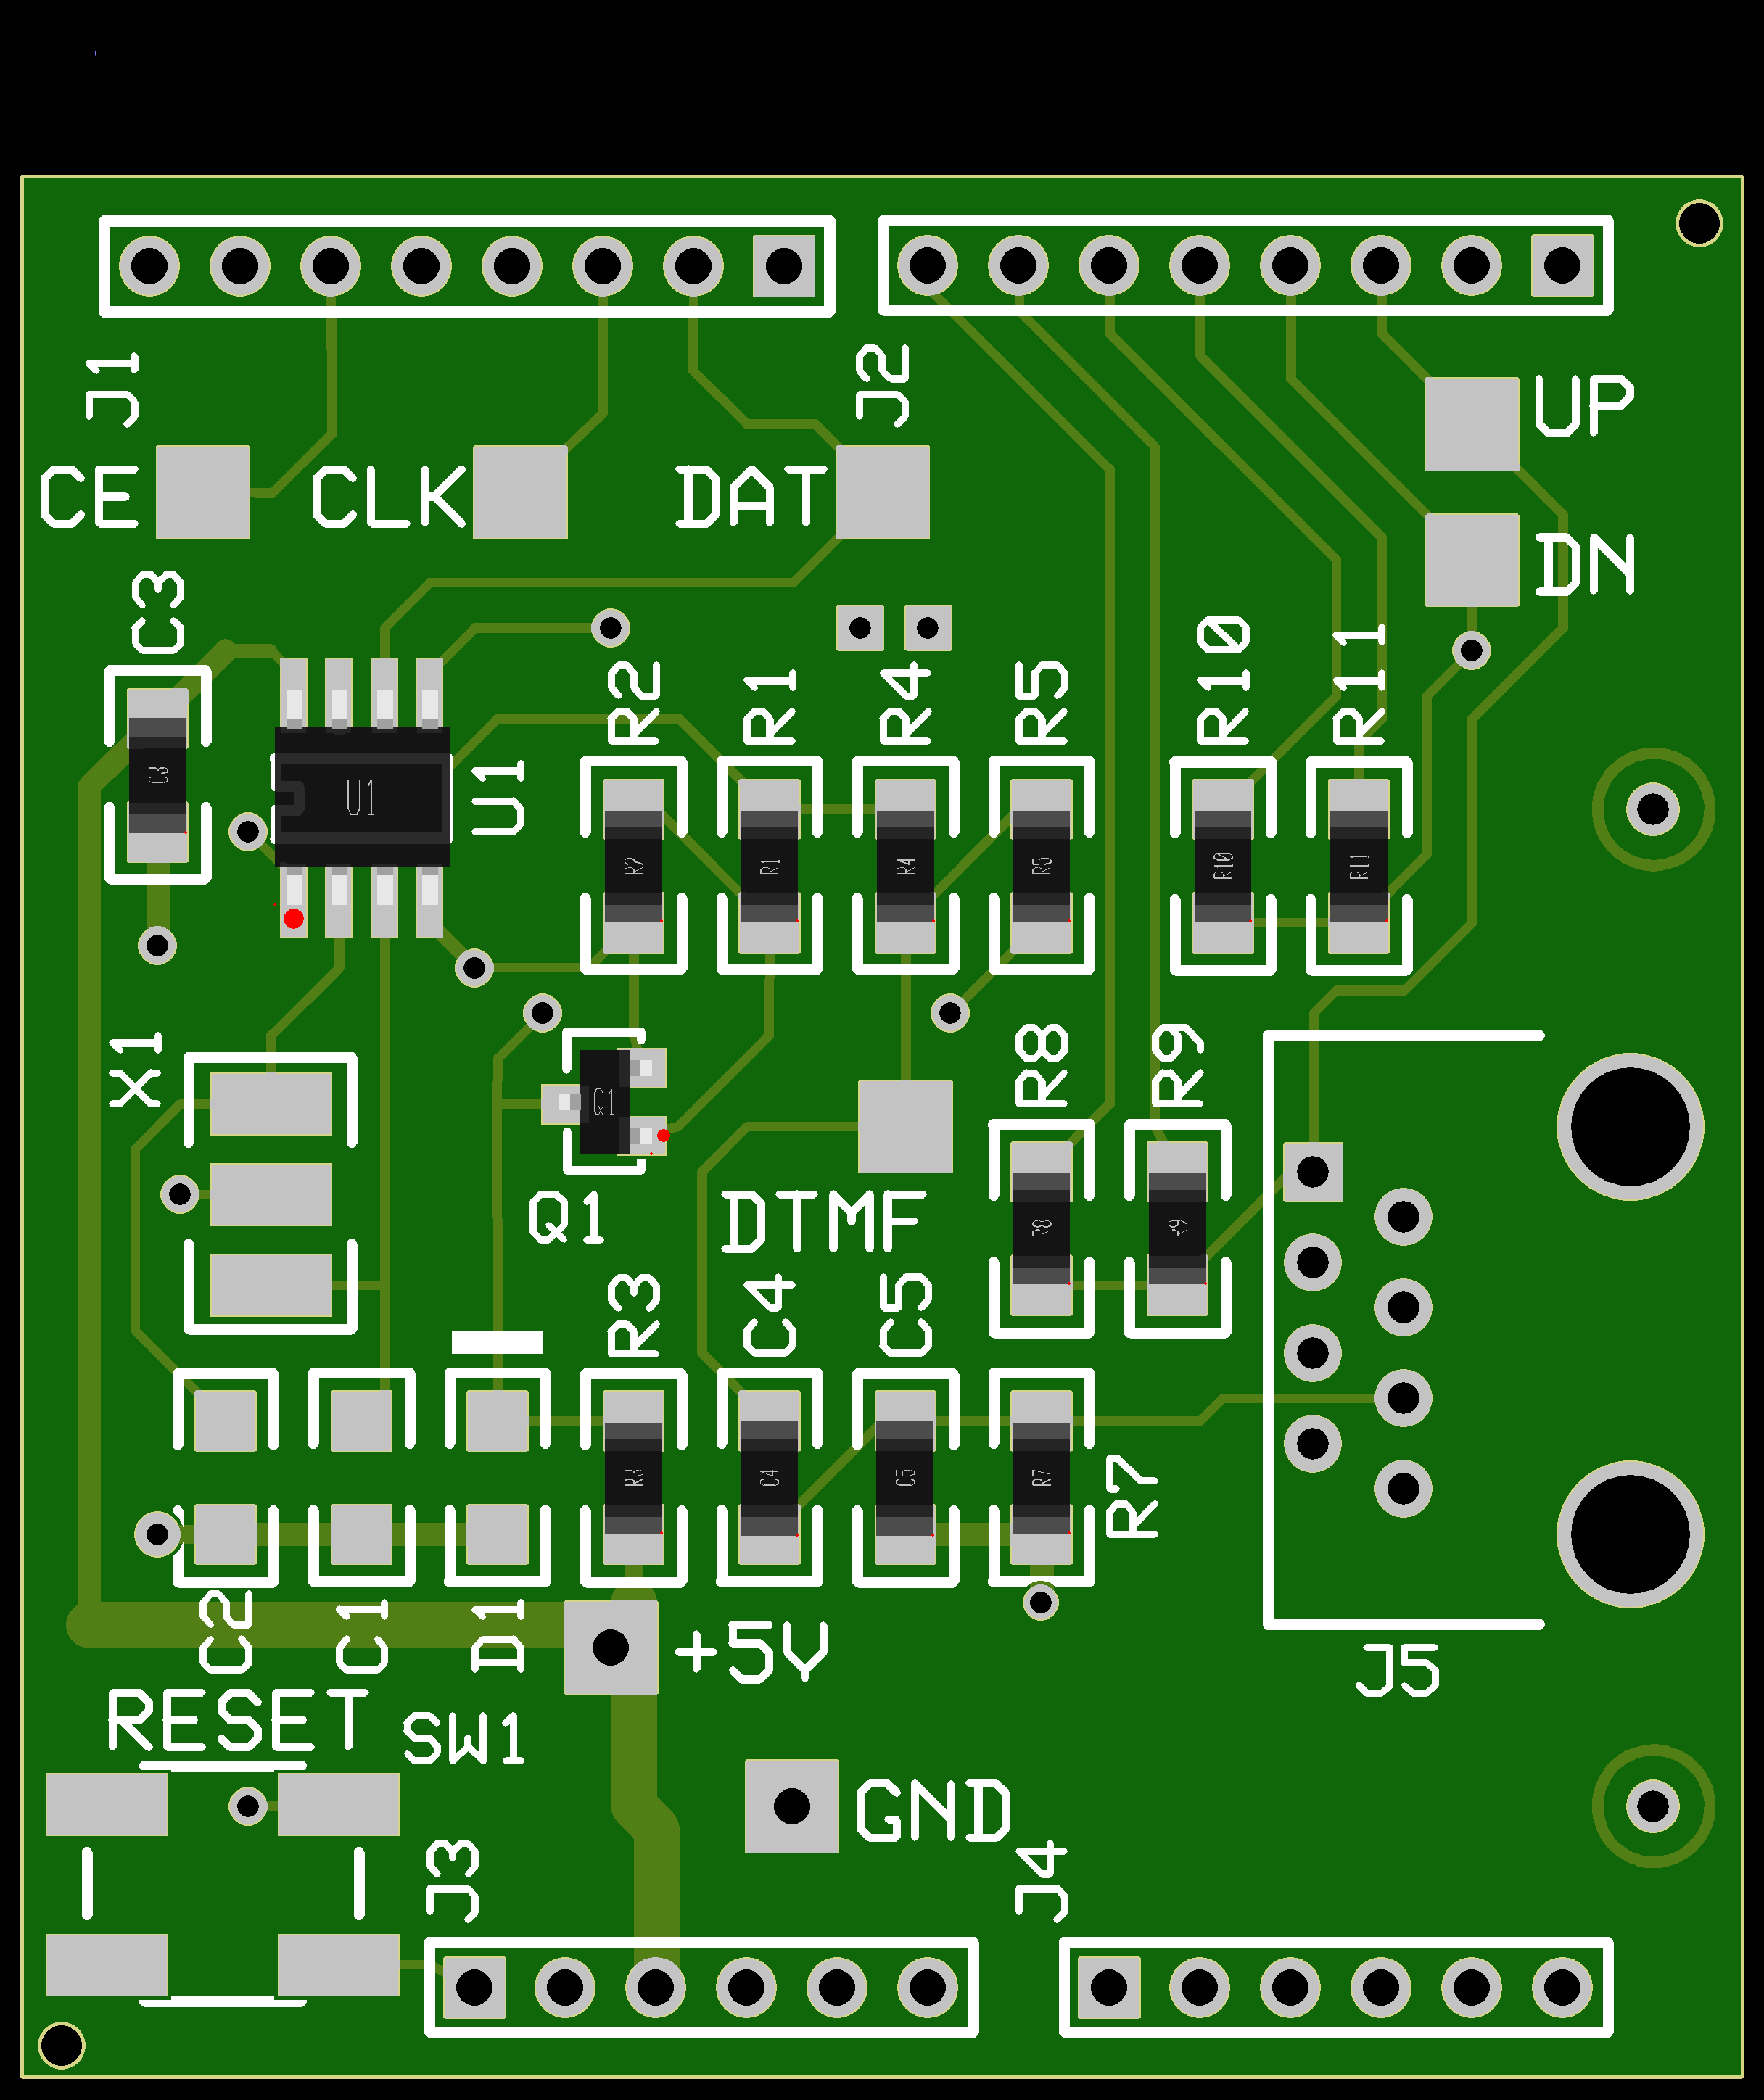 J1
J2
UP
CE
CLK
DAT
DN
C3
R2
R1
R4
R5
R10
R11
C3
U1
U1
R2
R1
R4
R5
R10
R11
X1
R8
R9
Q1
Q1
DTMF
R8
R9
R3
C4
C5
R3
C4
C5
R7
R7
C2
C1
D1
+5V
J5
RESET
SW1
GND
J3
J4